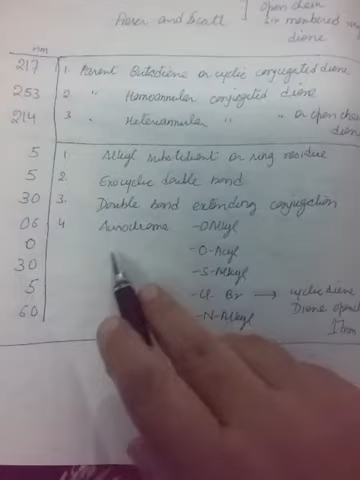 open chain
Fieser and Scott ] six membered ring
diene
nm
217 1. Parent Butadiene or cyclic conjugated diene
253 2. " Homoannular conjugated diene
214 3 " Heteroannular " " or open chain
diene
5 1. Alkyl substituent or ring residue
5 2. Exocyclic double bond
30 3. Double bond extending conjugation
06 4 Auxochrome -OAlkyl
0 -O-Acyl
30 -S-Alkyl
5 -Cl Br → cyclic diene
60 -N-Alkyl Diene open
17nm